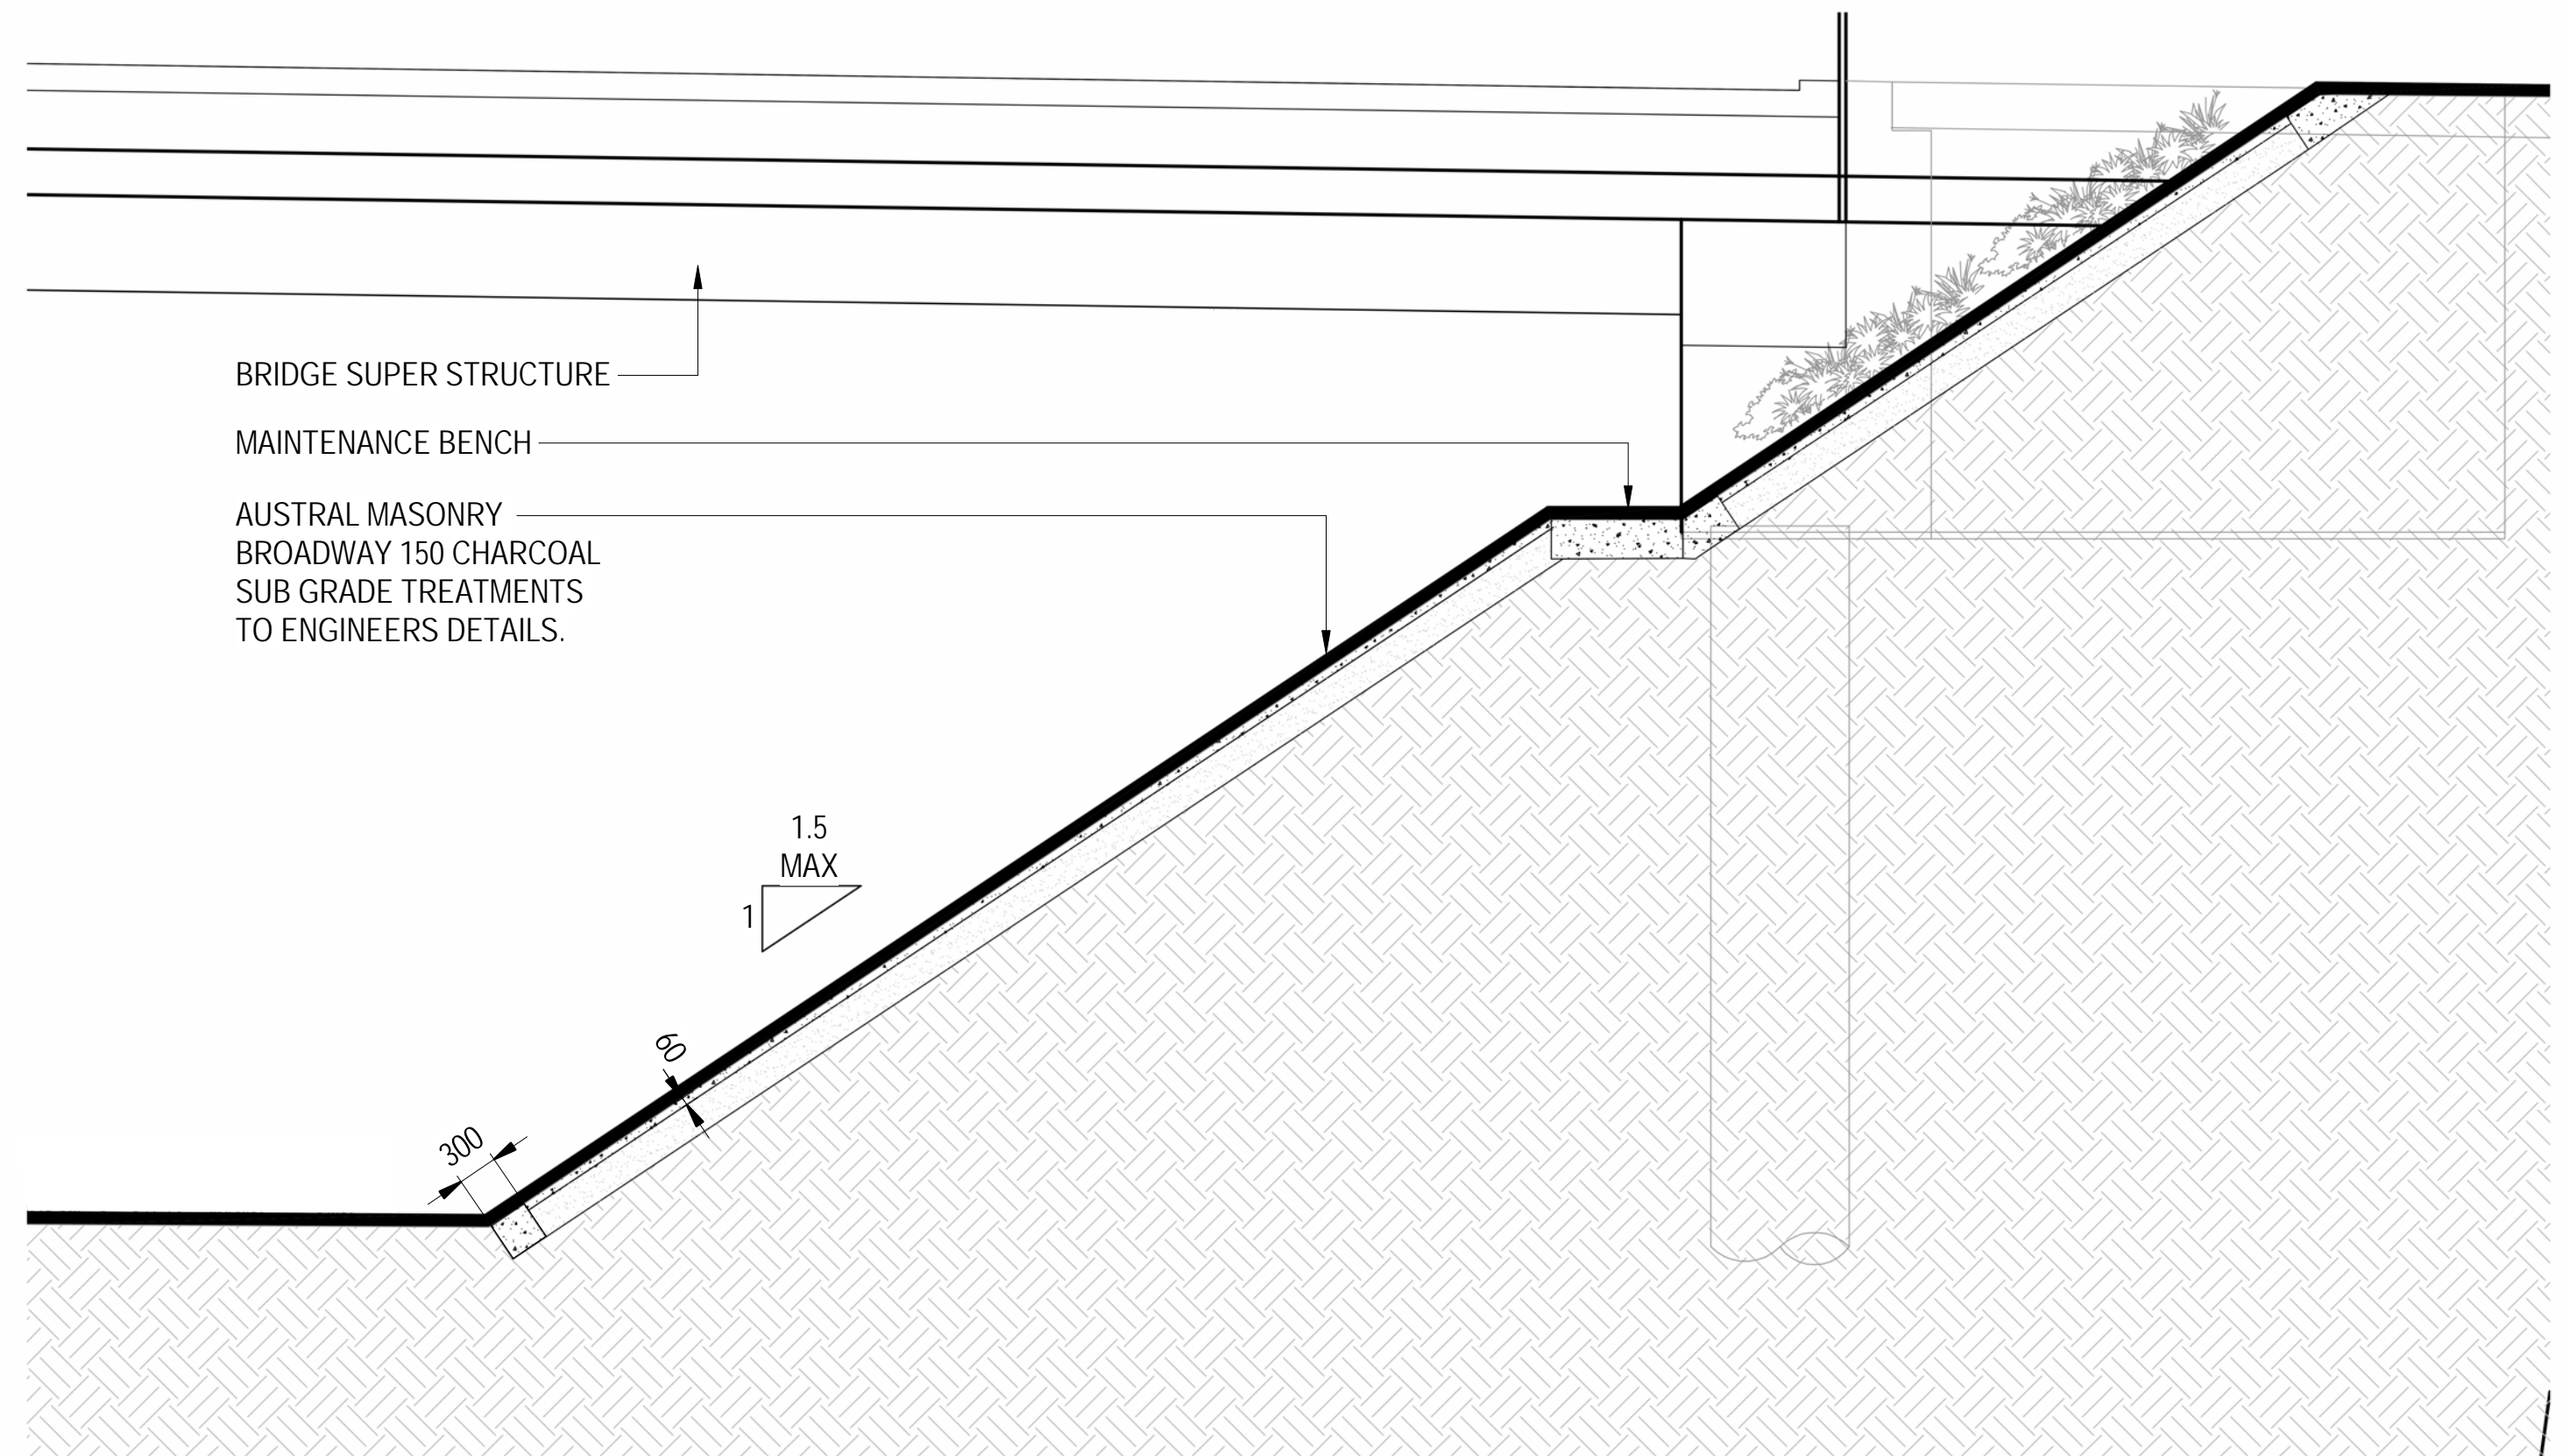 BRIDGE SUPER STRUCTURE
MAINTENANCE BENCH
AUSTRAL MASONRY
BROADWAY 150 CHARCOAL
SUB GRADE TREATMENTS
TO ENGINEERS DETAILS.
1.5
MAX
1
60
300